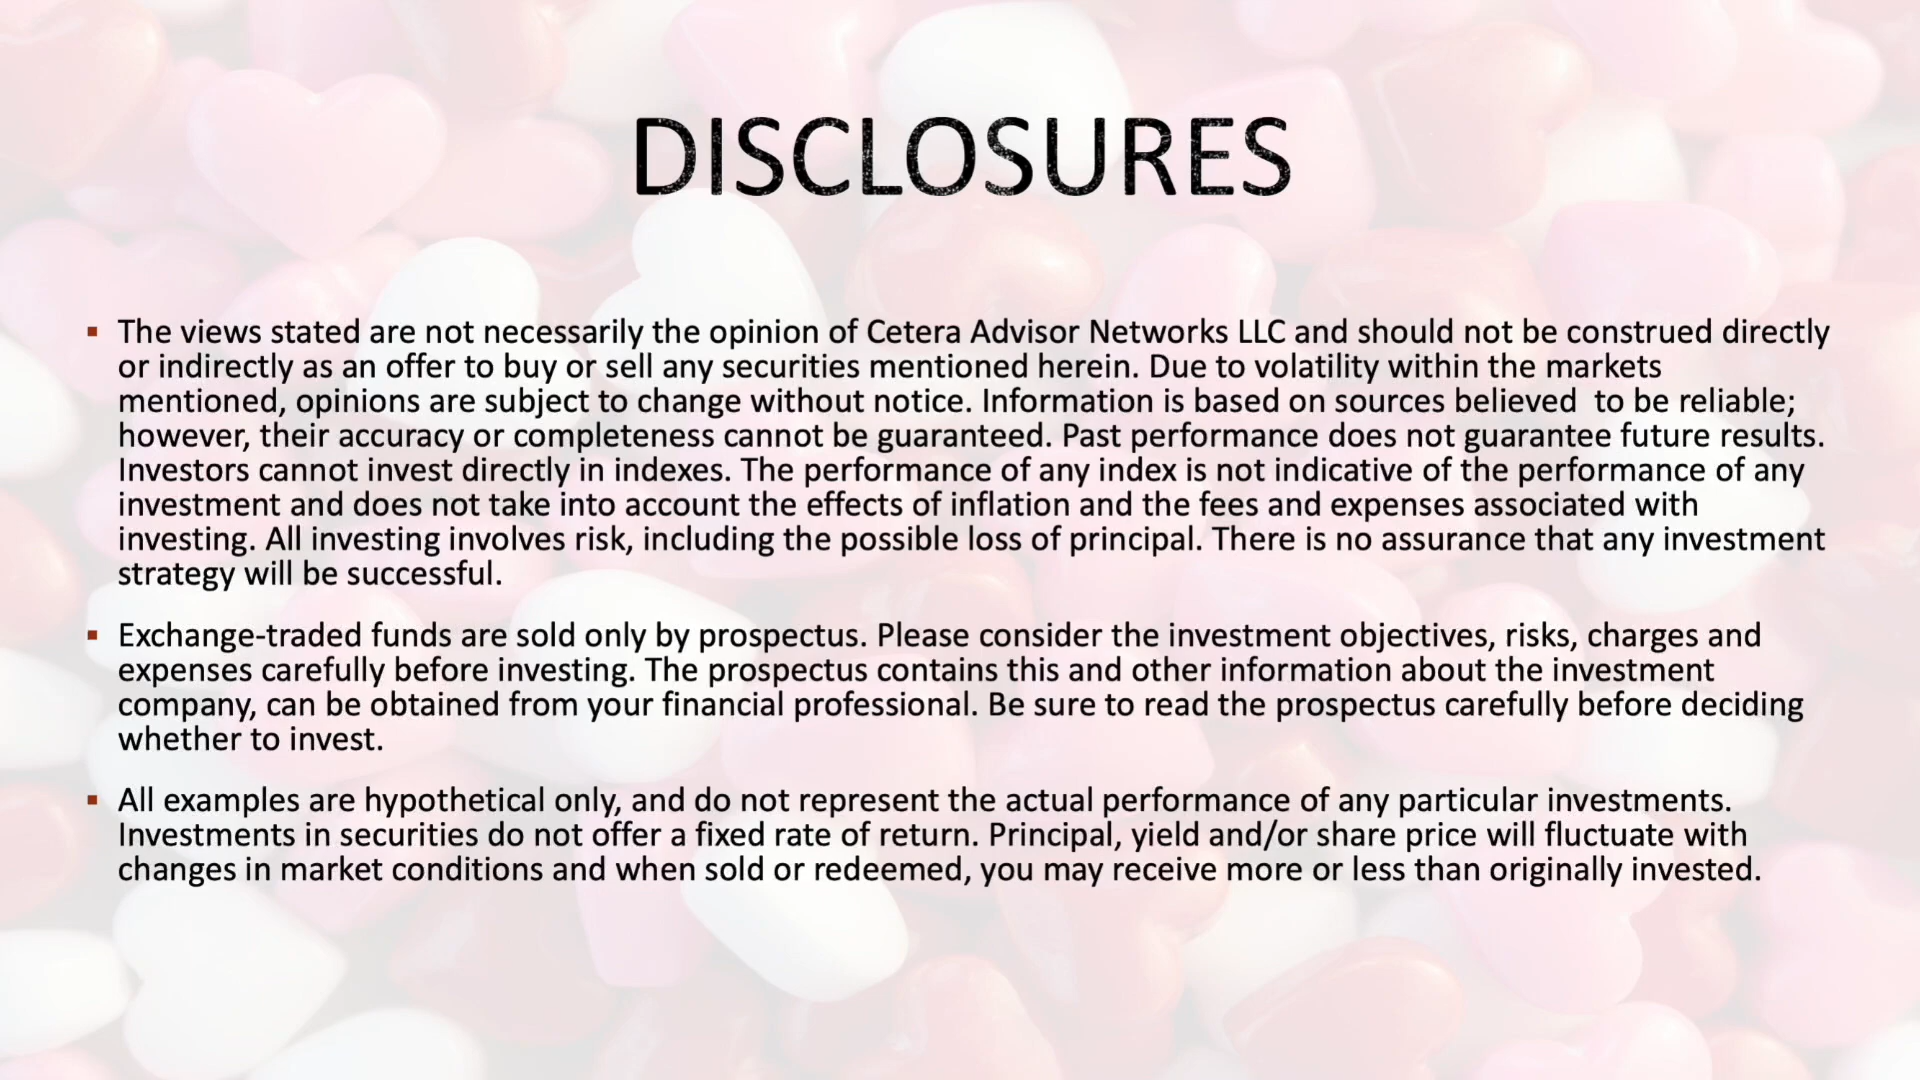 DISCLOSURES
▪ The views stated are not necessarily the opinion of Cetera Advisor Networks LLC and should not be construed directly
or indirectly as an offer to buy or sell any securities mentioned herein. Due to volatility within the markets
mentioned, opinions are subject to change without notice. Information is based on sources believed  to be reliable;
however, their accuracy or completeness cannot be guaranteed. Past performance does not guarantee future results.
Investors cannot invest directly in indexes. The performance of any index is not indicative of the performance of any
investment and does not take into account the effects of inflation and the fees and expenses associated with
investing. All investing involves risk, including the possible loss of principal. There is no assurance that any investment
strategy will be successful.
▪ Exchange-traded funds are sold only by prospectus. Please consider the investment objectives, risks, charges and
expenses carefully before investing. The prospectus contains this and other information about the investment
company, can be obtained from your financial professional. Be sure to read the prospectus carefully before deciding
whether to invest.
▪ All examples are hypothetical only, and do not represent the actual performance of any particular investments.
Investments in securities do not offer a fixed rate of return. Principal, yield and/or share price will fluctuate with
changes in market conditions and when sold or redeemed, you may receive more or less than originally invested.